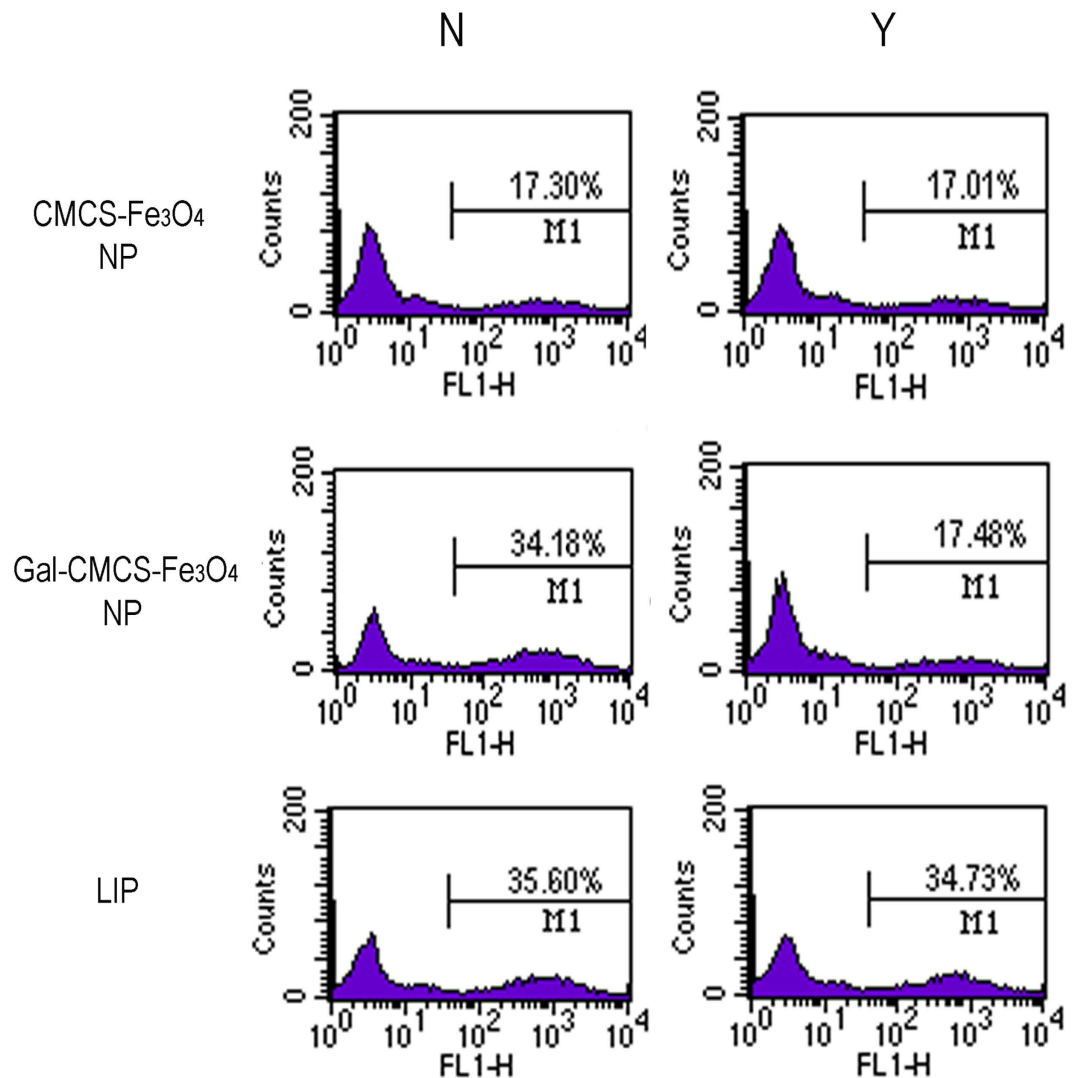 N Y
CMCS-Fe3O4
NP
200
Counts
0
17.30%
M1
10^0 10^1 10^2 10^3 10^4
FL1-H
200
Counts
0
17.01%
M1
10^0 10^1 10^2 10^3 10^4
FL1-H
Gal-CMCS-Fe3O4
NP
200
Counts
0
34.18%
M1
10^0 10^1 10^2 10^3 10^4
FL1-H
200
Counts
0
17.48%
M1
10^0 10^1 10^2 10^3 10^4
FL1-H
LIP
200
Counts
0
35.60%
M1
10^0 10^1 10^2 10^3 10^4
FL1-H
200
Counts
0
34.73%
M1
10^0 10^1 10^2 10^3 10^4
FL1-H